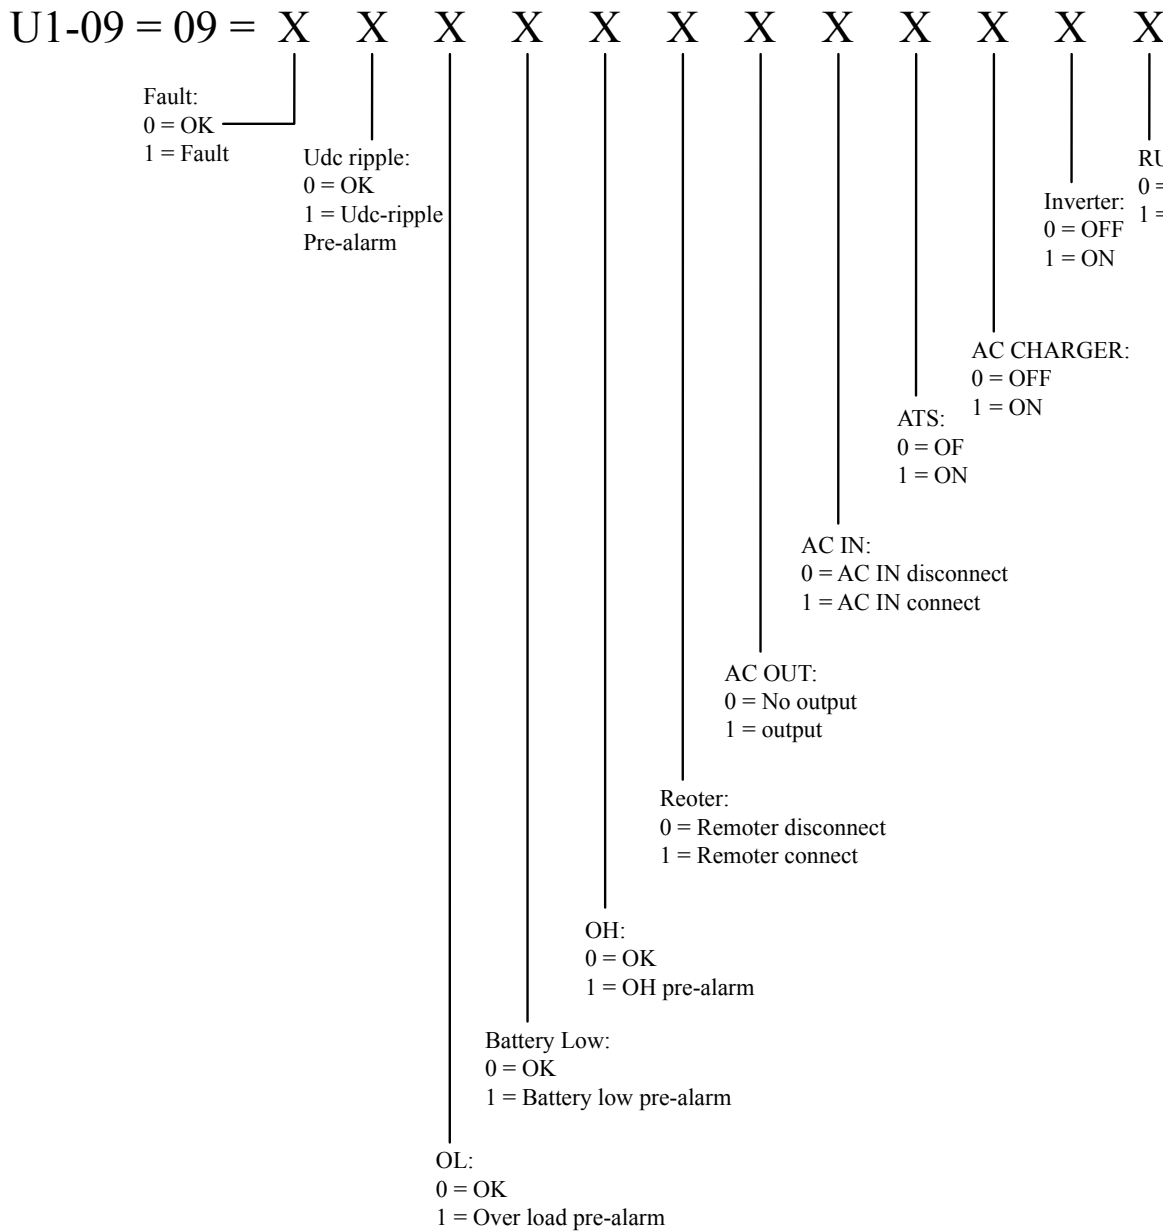 U1-09 = 09 = X X X X X X X X X X X X
Fault:
0 = OK
1 = Fault
Udc ripple:
0 = OK
1 = Udc-ripple
Pre-alarm
RU
0 =
1 =
Inverter:
0 = OFF
1 = ON
AC CHARGER:
0 = OFF
1 = ON
ATS:
0 = OF
1 = ON
AC IN:
0 = AC IN disconnect
1 = AC IN connect
AC OUT:
0 = No output
1 = output
Reoter:
0 = Remoter disconnect
1 = Remoter connect
OH:
0 = OK
1 = OH pre-alarm
Battery Low:
0 = OK
1 = Battery low pre-alarm
OL:
0 = OK
1 = Over load pre-alarm